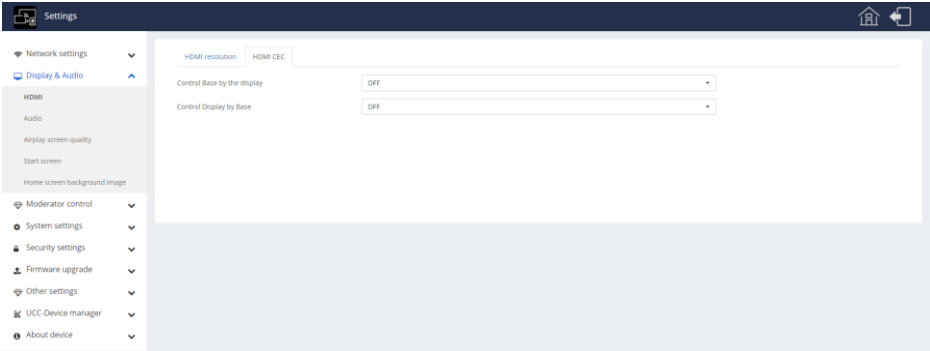 Settings
Network settings
Display & Audio
HDMI
Audio
Airplay screen quality
Start screen
Home screen background image
Moderator control
System settings
Security settings
Firmware upgrade
Other settings
UCC-Device manager
About device
HDMI resolution HDMI CEC
Control Base by the display OFF
Control Display by Base OFF